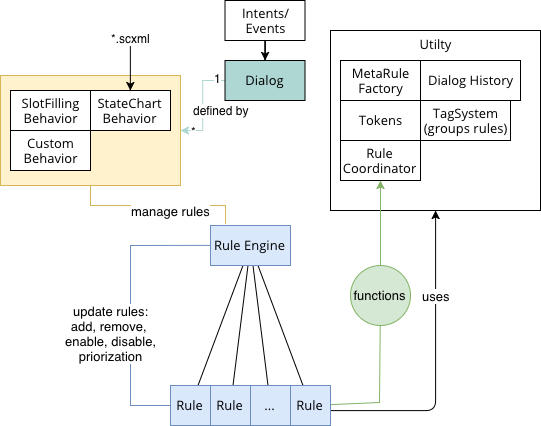 Intents/
Events
*.scxml
Utilty
1
Dialog
MetaRule
Factory
Dialog History
SlotFilling
Behavior
StateChart
Behavior
defined by
*
Tokens
TagSystem
(groups rules)
Custom
Behavior
Rule
Coordinator
manage rules
Rule Engine
functions
uses
update rules:
add, remove,
enable, disable,
priorization
Rule
Rule
...
Rule